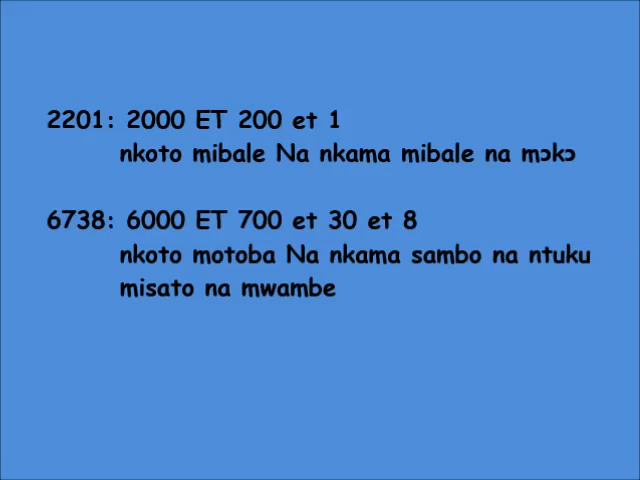 2201: 2000 ET 200 et 1
nkoto mibale Na nkama mibale na mɔkɔ
6738: 6000 ET 700 et 30 et 8
nkoto motoba Na nkama sambo na ntuku
misato na mwambe